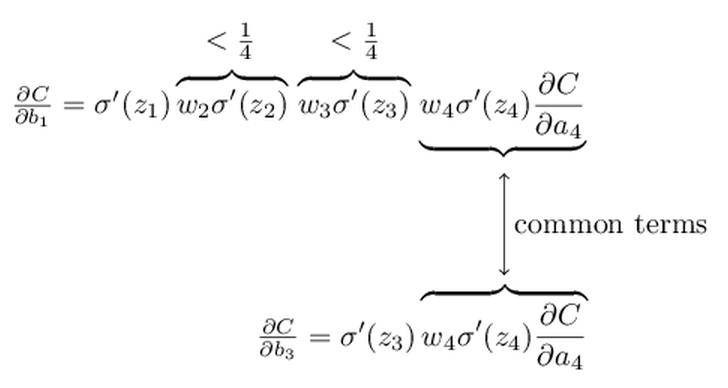 < 1/4 < 1/4
∂C/∂b₁ = σ′(z₁) w₂σ′(z₂) w₃σ′(z₃) w₄σ′(z₄) ∂C/∂a₄
common terms
∂C/∂b₃ = σ′(z₃) w₄σ′(z₄) ∂C/∂a₄